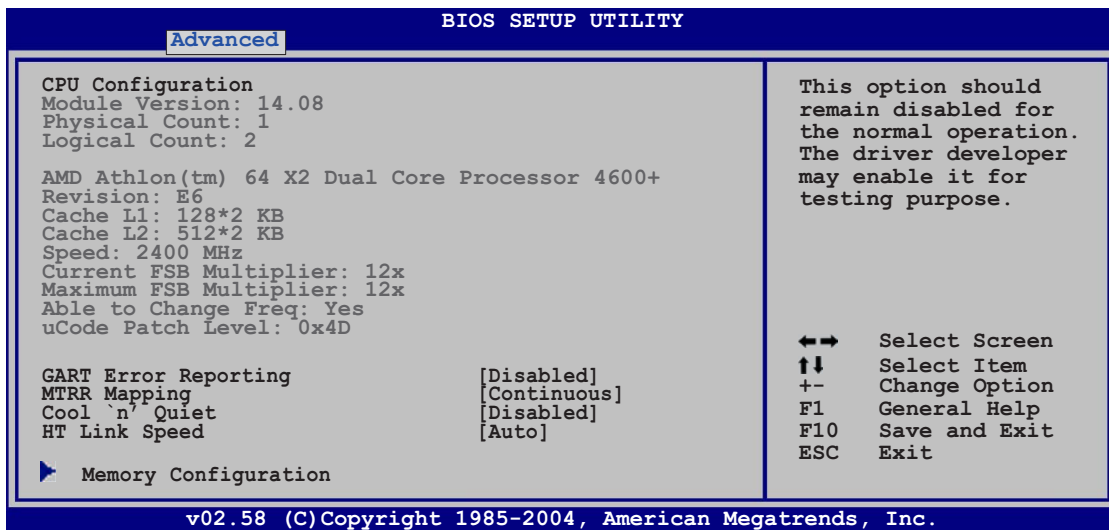 BIOS SETUP UTILITY
Advanced
CPU Configuration
Module Version: 14.08
Physical Count: 1
Logical Count: 2
AMD Athlon(tm) 64 X2 Dual Core Processor 4600+
Revision: E6
Cache L1: 128*2 KB
Cache L2: 512*2 KB
Speed: 2400 MHz
Current FSB Multiplier: 12x
Maximum FSB Multiplier: 12x
Able to Change Freq: Yes
uCode Patch Level: 0x4D
GART Error Reporting [Disabled]
MTRR Mapping [Continuous]
Cool `n’ Quiet [Disabled]
HT Link Speed [Auto]
Memory Configuration
This option should
remain disabled for
the normal operation.
The driver developer
may enable it for
testing purpose.
←→ Select Screen
↑↓ Select Item
+- Change Option
F1 General Help
F10 Save and Exit
ESC Exit
v02.58 (C)Copyright 1985-2004, American Megatrends, Inc.